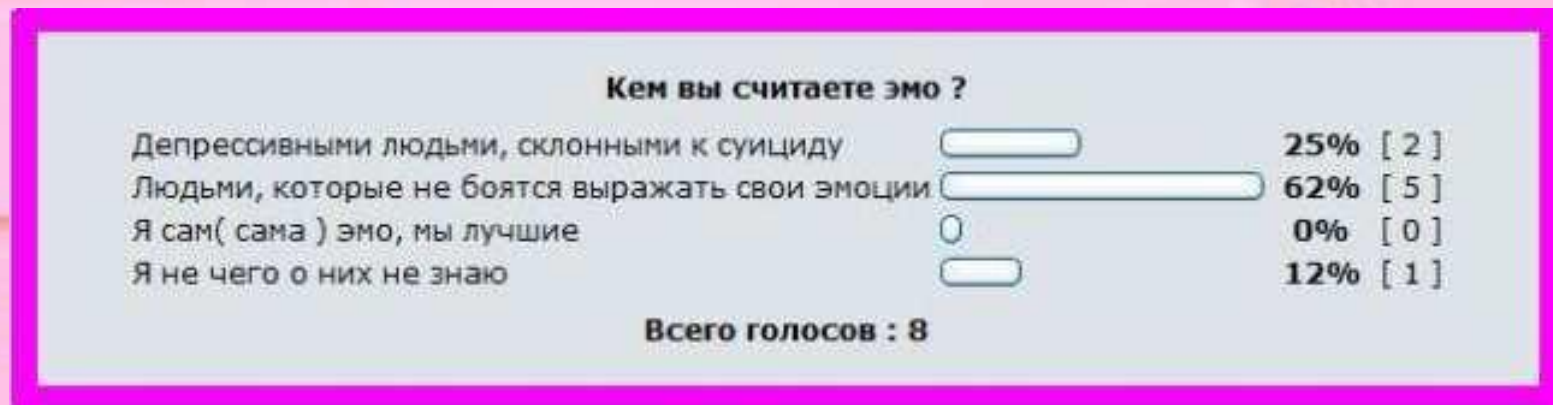 Кем вы считаете эмо ?
Депрессивными людьми, склонными к суициду 25% [ 2 ]
Людьми, которые не боятся выражать свои эмоции 62% [ 5 ]
Я сам( сама ) эмо, мы лучшие 0% [ 0 ]
Я не чего о них не знаю 12% [ 1 ]
Всего голосов : 8